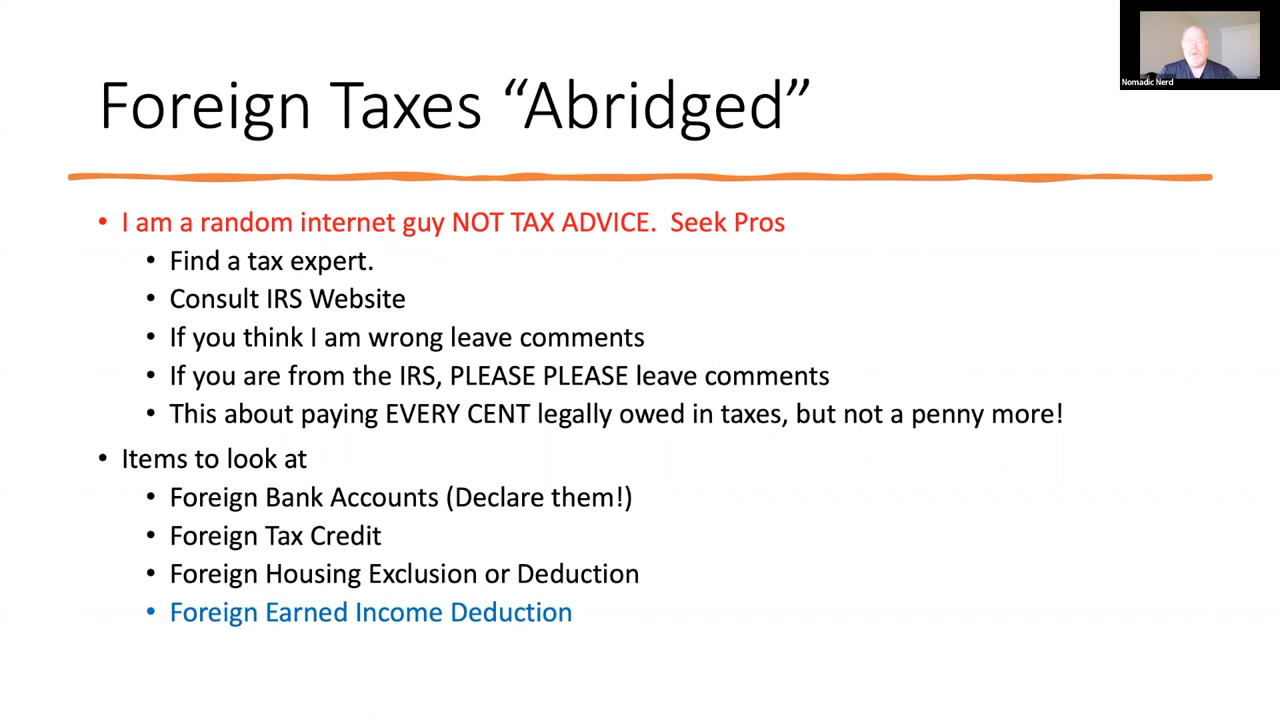 Nomadic Nerd
Foreign Taxes “Abridged”
• I am a random internet guy NOT TAX ADVICE. Seek Pros
• Find a tax expert.
• Consult IRS Website
• If you think I am wrong leave comments
• If you are from the IRS, PLEASE PLEASE leave comments
• This about paying EVERY CENT legally owed in taxes, but not a penny more!
• Items to look at
• Foreign Bank Accounts (Declare them!)
• Foreign Tax Credit
• Foreign Housing Exclusion or Deduction
• Foreign Earned Income Deduction